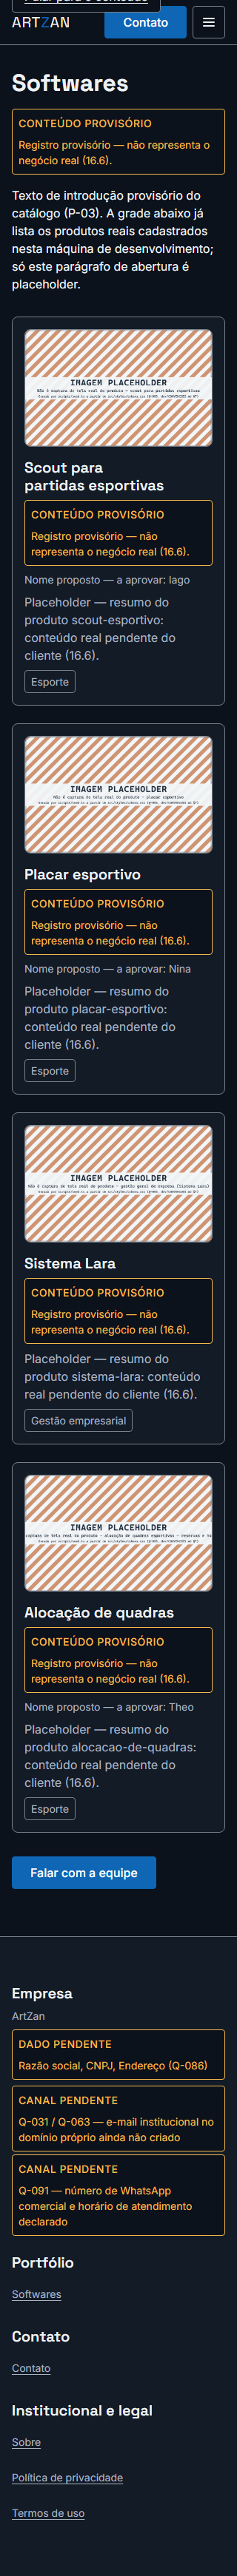 ARTZAN
Contato
Softwares
CONTEÚDO PROVISÓRIO
Registro provisório — não representa o
negócio real (16.6).
Texto de introdução provisório do
catálogo (P-03). A grade abaixo já
lista os produtos reais cadastrados
nesta máquina de desenvolvimento;
só este parágrafo de abertura é
placeholder.
IMAGEM PLACEHOLDER
Scout para
partidas esportivas
CONTEÚDO PROVISÓRIO
Registro provisório — não
representa o negócio real (16.6).
Nome proposto — a aprovar: Iago
Placeholder — resumo do
produto scout-esportivo:
conteúdo real pendente do
cliente (16.6).
Esporte
IMAGEM PLACEHOLDER
Placar esportivo
CONTEÚDO PROVISÓRIO
Registro provisório — não
representa o negócio real (16.6).
Nome proposto — a aprovar: Nina
Placeholder — resumo do
produto placar-esportivo:
conteúdo real pendente do
cliente (16.6).
Esporte
IMAGEM PLACEHOLDER
Sistema Lara
CONTEÚDO PROVISÓRIO
Registro provisório — não
representa o negócio real (16.6).
Placeholder — resumo do
produto sistema-lara: conteúdo
real pendente do cliente (16.6).
Gestão empresarial
IMAGEM PLACEHOLDER
Alocação de quadras
CONTEÚDO PROVISÓRIO
Registro provisório — não
representa o negócio real (16.6).
Nome proposto — a aprovar: Theo
Placeholder — resumo do
produto alocacao-de-quadras:
conteúdo real pendente do
cliente (16.6).
Esporte
Falar com a equipe
Empresa
ArtZan
DADO PENDENTE
Razão social, CNPJ, Endereço (Q-086)
CANAL PENDENTE
Q-031 / Q-063 — e-mail institucional no
domínio próprio ainda não criado
CANAL PENDENTE
Q-091 — número de WhatsApp
comercial e horário de atendimento
declarado
Portfólio
Softwares
Contato
Contato
Institucional e legal
Sobre
Política de privacidade
Termos de uso